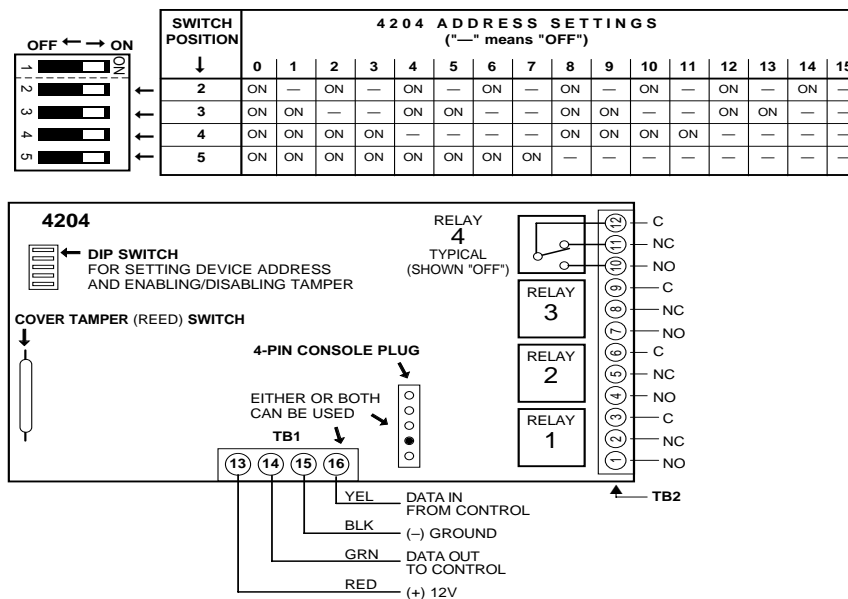 OFF ← → ON
ON
1
2
3
4
5
SWITCH POSITION ↓
4204 ADDRESS SETTINGS
("—" means "OFF")
0 1 2 3 4 5 6 7 8 9 10 11 12 13 14 15
2 ON — ON — ON — ON — ON — ON — ON — ON —
3 ON ON — — ON ON — — ON ON — — ON ON — —
4 ON ON ON ON — — — — ON ON ON ON — — — —
5 ON ON ON ON ON ON ON ON — — — — — — — —
4204
DIP SWITCH
FOR SETTING DEVICE ADDRESS
AND ENABLING/DISABLING TAMPER
COVER TAMPER (REED) SWITCH
4-PIN CONSOLE PLUG
EITHER OR BOTH
CAN BE USED
TB1
13 14 15 16
RELAY
4
TYPICAL
(SHOWN "OFF")
RELAY
3
RELAY
2
RELAY
1
12 C
11 NC
10 NO
9 C
8 NC
7 NO
6 C
5 NC
4 NO
3 C
2 NC
1 NO
TB2
YEL DATA IN
FROM CONTROL
BLK (–) GROUND
GRN DATA OUT
TO CONTROL
RED (+) 12V